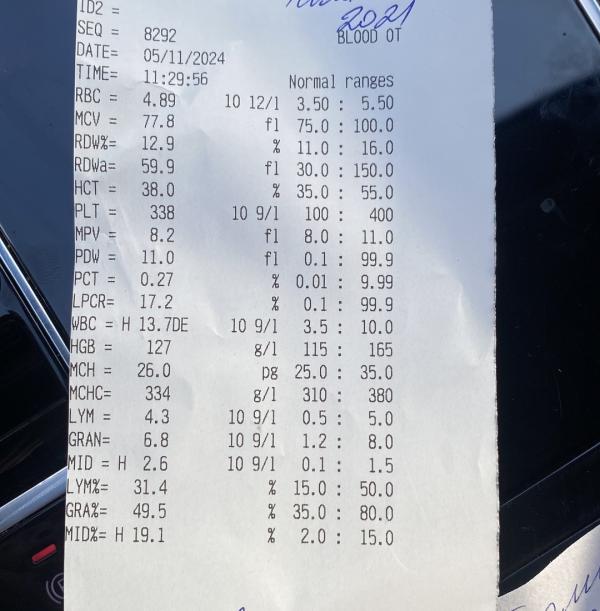 ID2 =
2021
SEQ = 8292 BLOOD OT
DATE= 05/11/2024
TIME= 11:29:56 Normal ranges
RBC = 4.89 10 12/l 3.50 : 5.50
MCV = 77.8 fl 75.0 : 100.0
RDW%= 12.9 % 11.0 : 16.0
RDWa= 59.9 fl 30.0 : 150.0
HCT = 38.0 % 35.0 : 55.0
PLT = 338 10 9/l 100 : 400
MPV = 8.2 fl 8.0 : 11.0
PDW = 11.0 fl 0.1 : 99.9
PCT = 0.27 % 0.01 : 9.99
LPCR= 17.2 % 0.1 : 99.9
WBC = H 13.7DE 10 9/l 3.5 : 10.0
HGB = 127 g/l 115 : 165
MCH = 26.0 pg 25.0 : 35.0
MCHC= 334 g/l 310 : 380
LYM = 4.3 10 9/l 0.5 : 5.0
GRAN= 6.8 10 9/l 1.2 : 8.0
MID = H 2.6 10 9/l 0.1 : 1.5
LYM%= 31.4 % 15.0 : 50.0
GRA%= 49.5 % 35.0 : 80.0
MID%= H 19.1 % 2.0 : 15.0